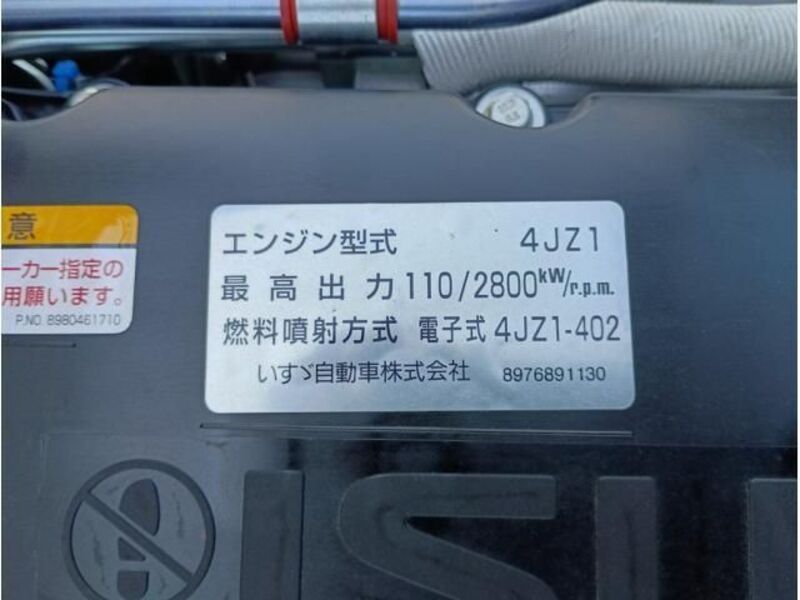 エンジン型式 4JZ1
最高出力 110/2800kW/r.p.m.
燃料噴射方式 電子式 4JZ1-402
いすゞ自動車株式会社 8976891130
意
ーカー指定の
用願います。
P.NO. 8980461710
ISU